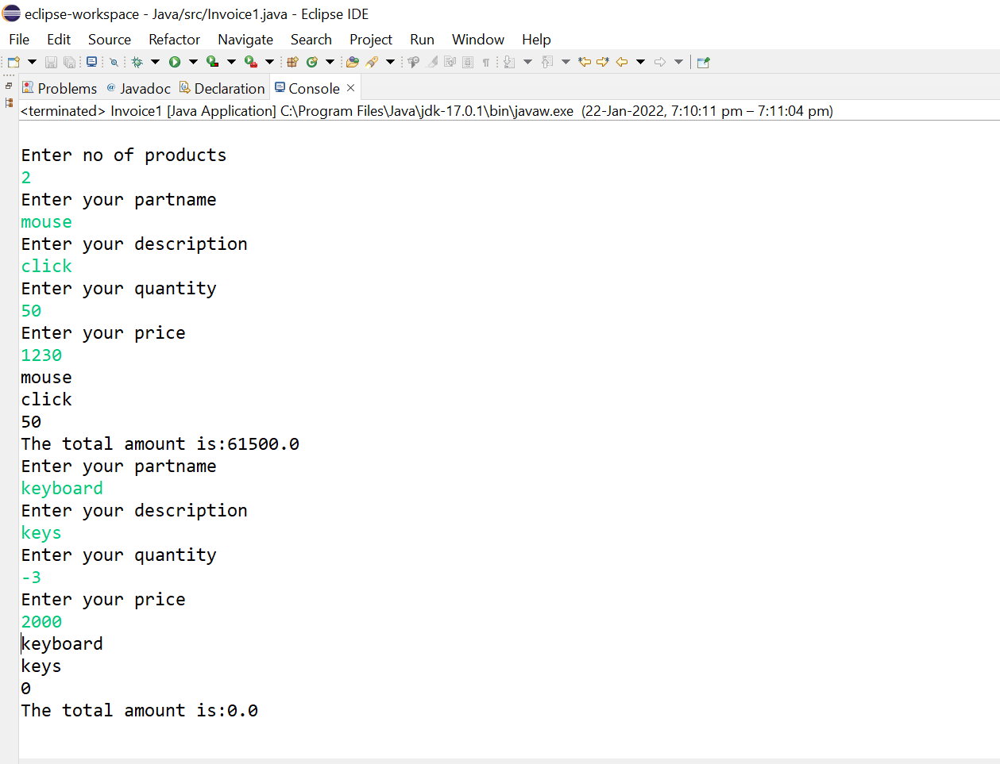 eclipse-workspace - Java/src/Invoice1.java - Eclipse IDE
File Edit Source Refactor Navigate Search Project Run Window Help
Problems @ Javadoc Declaration Console
<terminated> Invoice1 [Java Application] C:\Program Files\Java\jdk-17.0.1\bin\javaw.exe (22-Jan-2022, 7:10:11 pm – 7:11:04 pm)
Enter no of products
2
Enter your partname
mouse
Enter your description
click
Enter your quantity
50
Enter your price
1230
mouse
click
50
The total amount is:61500.0
Enter your partname
keyboard
Enter your description
keys
Enter your quantity
-3
Enter your price
2000
keyboard
keys
0
The total amount is:0.0